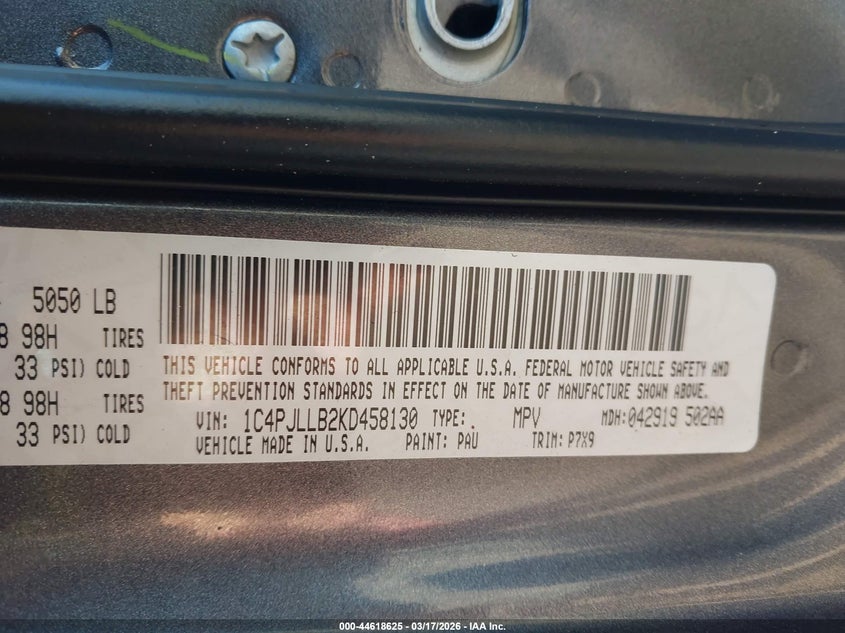 5050 LB
8 98H TIRES
33 PSI) COLD
8 98H TIRES
33 PSI) COLD
THIS VEHICLE CONFORMS TO ALL APPLICABLE U.S.A. FEDERAL MOTOR VEHICLE SAFETY AND
THEFT PREVENTION STANDARDS IN EFFECT ON THE DATE OF MANUFACTURE SHOWN ABOVE.
VIN: 1C4PJLLB2KD458130 TYPE: MPV MDH: 042919 502AA
VEHICLE MADE IN U.S.A. PAINT: PAU TRIM: P7X9
000-44618625 - 03/17/2026 - IAA Inc.